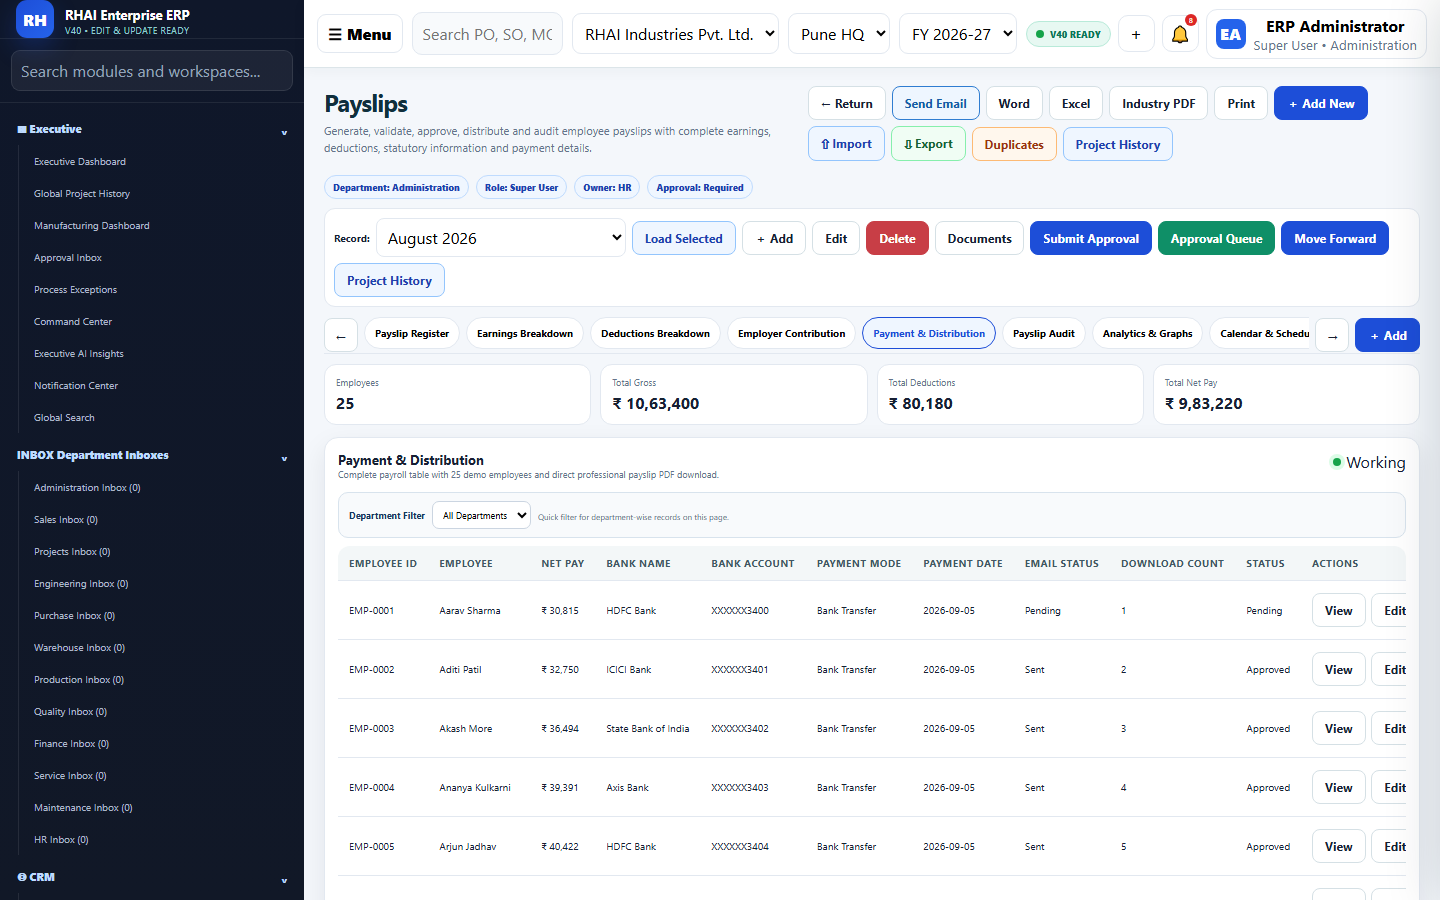 RH
RHAI Enterprise ERP
V40 • EDIT & UPDATE READY
Search modules and workspaces...
Executive
v
Executive Dashboard
Global Project History
Manufacturing Dashboard
Approval Inbox
Process Exceptions
Command Center
Executive AI Insights
Notification Center
Global Search
INBOX Department Inboxes
v
Administration Inbox (0)
Sales Inbox (0)
Projects Inbox (0)
Engineering Inbox (0)
Purchase Inbox (0)
Warehouse Inbox (0)
Production Inbox (0)
Quality Inbox (0)
Finance Inbox (0)
Service Inbox (0)
Maintenance Inbox (0)
HR Inbox (0)
CRM
v
☰ Menu
Search PO, SO, MO
RHAI Industries Pvt. Ltd.
Pune HQ
FY 2026-27
V40 READY
+
8
EA
ERP Administrator
Super User • Administration
Payslips
Generate, validate, approve, distribute and audit employee payslips with complete earnings,
deductions, statutory information and payment details.
← Return
Send Email
Word
Excel
Industry PDF
Print
+ Add New
⇧ Import
⇩ Export
Duplicates
Project History
Department: Administration
Role: Super User
Owner: HR
Approval: Required
Record:
August 2026
Load Selected
+ Add
Edit
Delete
Documents
Submit Approval
Approval Queue
Move Forward
Project History
←
Payslip Register
Earnings Breakdown
Deductions Breakdown
Employer Contribution
Payment & Distribution
Payslip Audit
Analytics & Graphs
Calendar & Schedu
→
+ Add
Employees
25
Total Gross
₹ 10,63,400
Total Deductions
₹ 80,180
Total Net Pay
₹ 9,83,220
Payment & Distribution
Complete payroll table with 25 demo employees and direct professional payslip PDF download.
Working
Department Filter
All Departments
Quick filter for department-wise records on this page.
EMPLOYEE ID EMPLOYEE NET PAY BANK NAME BANK ACCOUNT PAYMENT MODE PAYMENT DATE EMAIL STATUS DOWNLOAD COUNT STATUS ACTIONS
EMP-0001 Aarav Sharma ₹ 30,815 HDFC Bank XXXXXX3400 Bank Transfer 2026-09-05 Pending 1 Pending View Edit
EMP-0002 Aditi Patil ₹ 32,750 ICICI Bank XXXXXX3401 Bank Transfer 2026-09-05 Sent 2 Approved View Edit
EMP-0003 Akash More ₹ 36,494 State Bank of India XXXXXX3402 Bank Transfer 2026-09-05 Sent 3 Approved View Edit
EMP-0004 Ananya Kulkarni ₹ 39,391 Axis Bank XXXXXX3403 Bank Transfer 2026-09-05 Sent 4 Approved View Edit
EMP-0005 Arjun Jadhav ₹ 40,422 HDFC Bank XXXXXX3404 Bank Transfer 2026-09-05 Sent 5 Approved View Edit